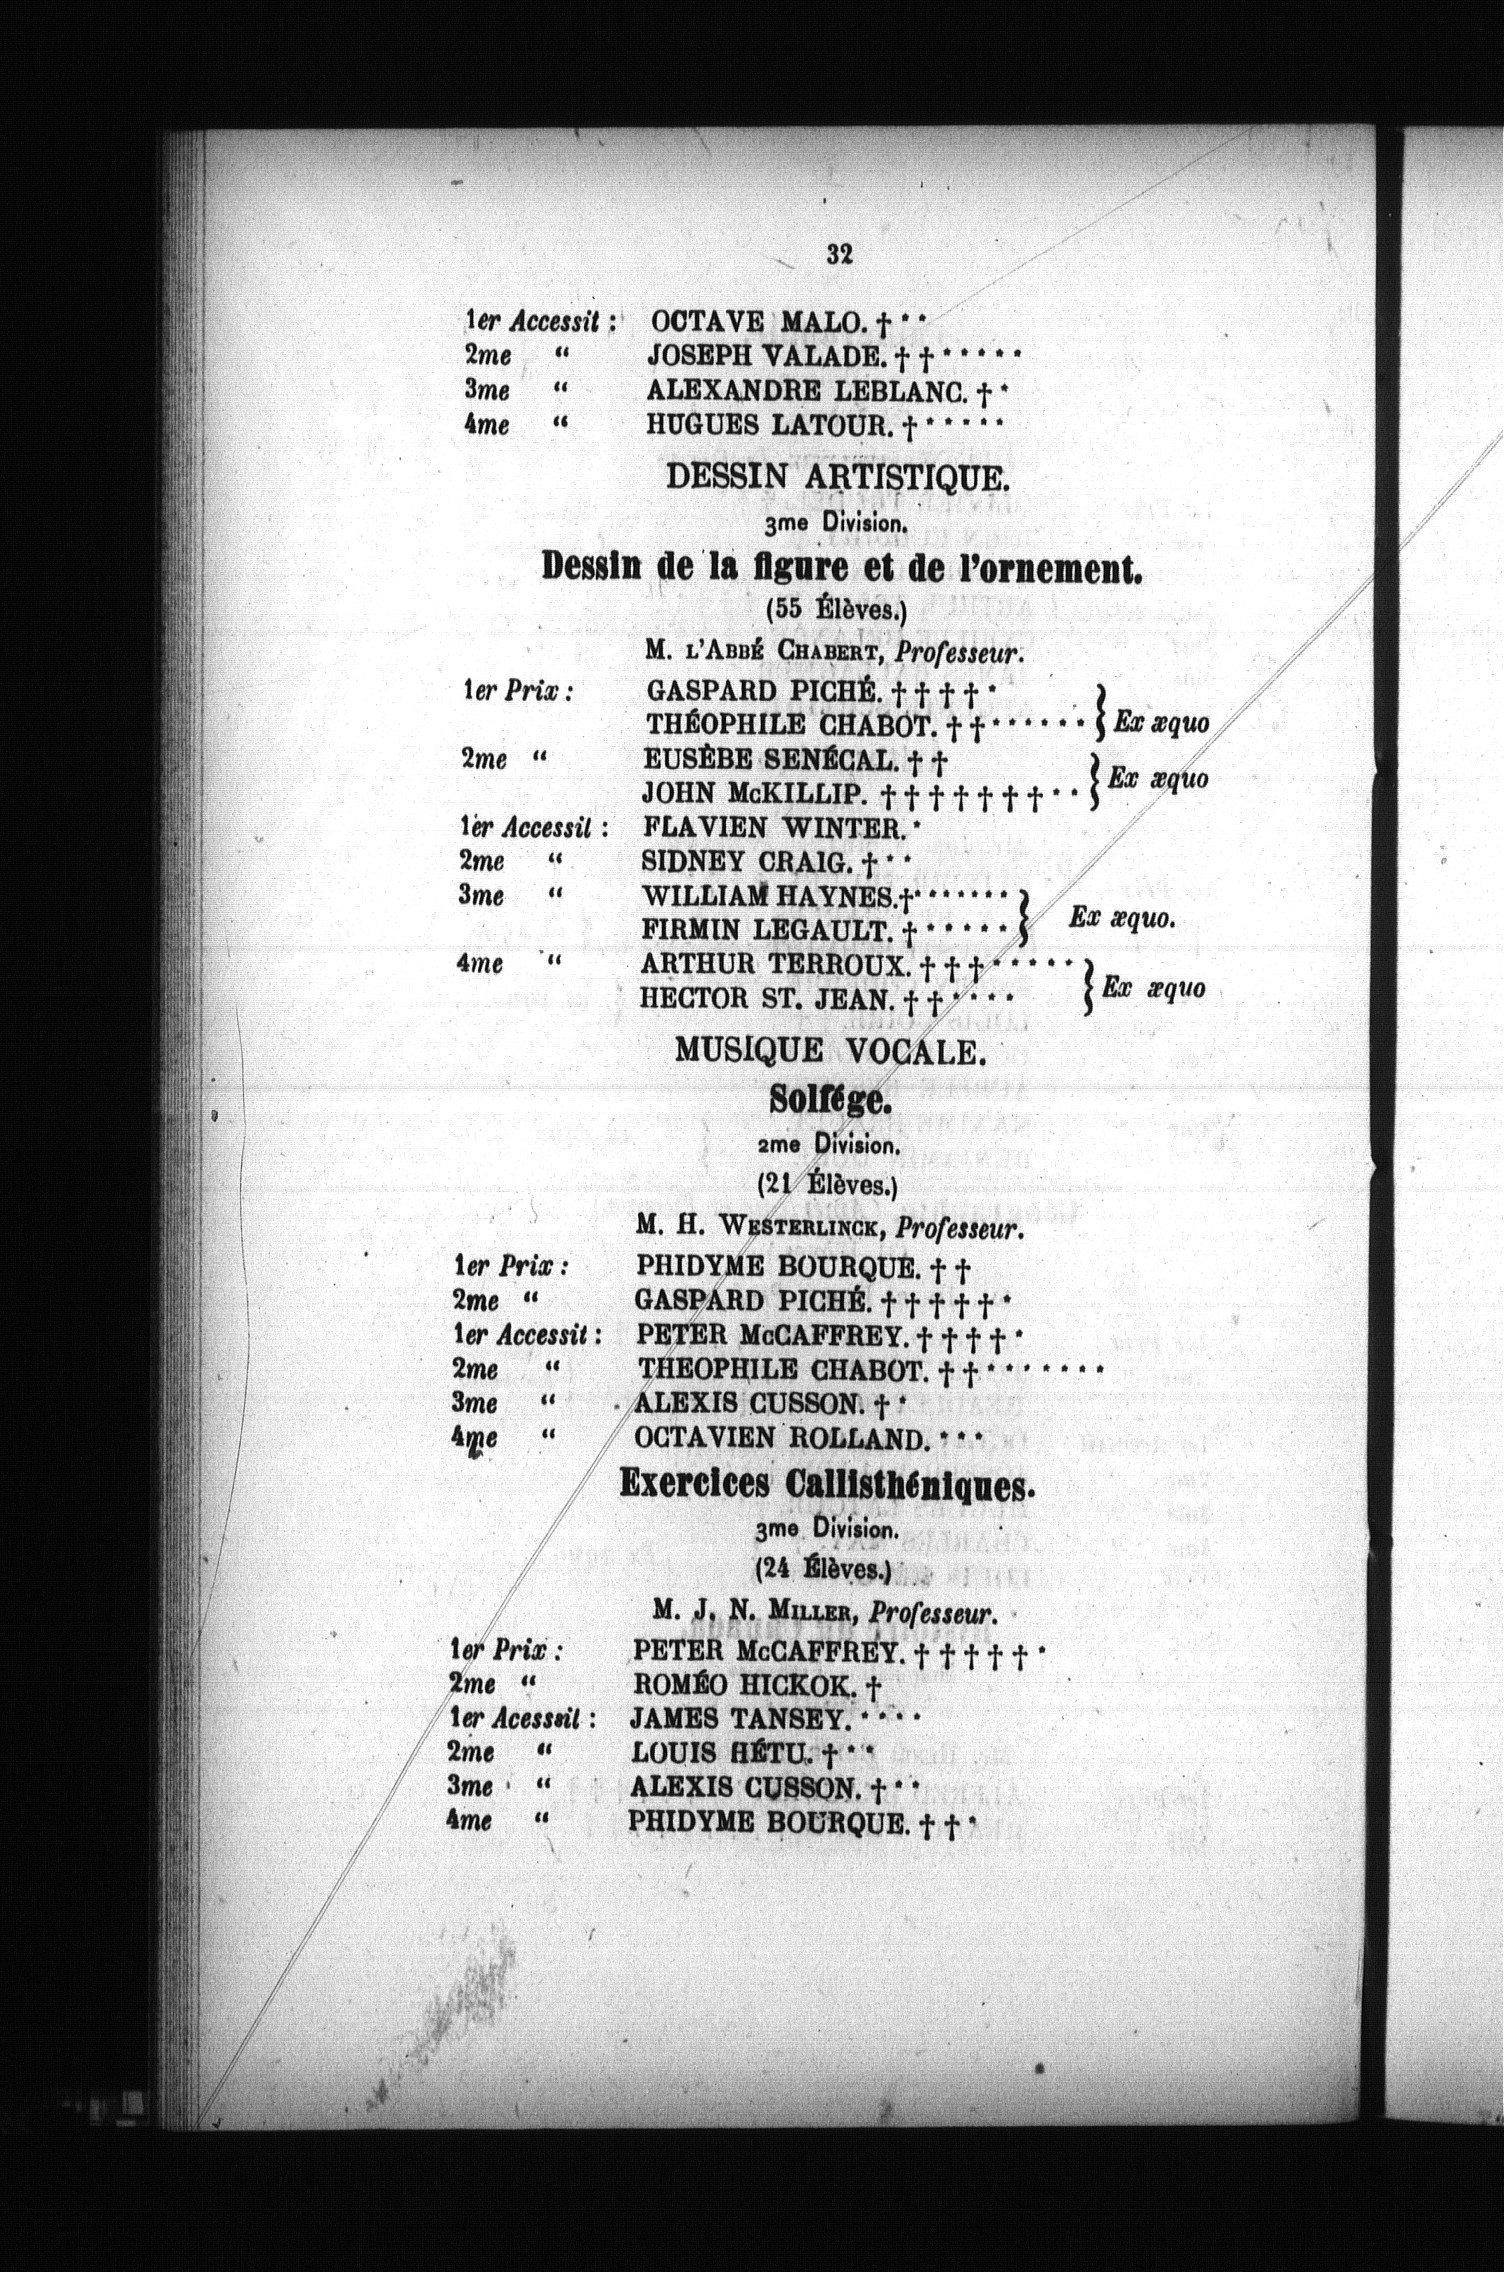 32
1er Accessit : OCTAVE MALO. † * *
2me “ JOSEPH VALADE. † † * * * * *
3me “ ALEXANDRE LEBLANC. † *
4me “ HUGUES LATOUR. † * * * * *
DESSIN ARTISTIQUE.
3me Division.
Dessin de la figure et de l’ornement.
(55 Élèves.)
M. L’ABBÉ CHABERT, Professeur.
1er Prix : GASPARD PICHÉ. † † † † *
THÉOPHILE CHABOT. † † * * * * * * } Ex æquo
2me “ EUSÈBE SENÉCAL. † †
JOHN McKILLIP. † † † † † † † * * } Ex æquo
1er Accessit : FLAVIEN WINTER. *
2me “ SIDNEY CRAIG. † * *
3me “ WILLIAM HAYNES. † * * * * * * *
FIRMIN LEGAULT. † * * * * * } Ex æquo.
4me “ ARTHUR TERROUX. † † † * * * * *
HECTOR ST. JEAN. † † * * * * } Ex æquo
MUSIQUE VOCALE.
Solfége.
2me Division.
(21 Élèves.)
M. H. WESTERLINCK, Professeur.
1er Prix : PHIDYME BOURQUE. † †
2me “ GASPARD PICHÉ. † † † † † *
1er Accessit : PETER McCAFFREY. † † † † *
2me “ THEOPHILE CHABOT. † † * * * * * * *
3me “ ALEXIS CUSSON. † *
4me “ OCTAVIEN ROLLAND. * * *
Exercices Callisthéniques.
3me Division.
(24 Élèves.)
M. J. N. MILLER, Professeur.
1er Prix : PETER McCAFFREY. † † † † † *
2me “ ROMÉO HICKOK. †
1er Acesssit : JAMES TANSEY. * * * *
2me “ LOUIS HÉTU. † * *
3me “ ALEXIS CUSSON. † * *
4me “ PHIDYME BOURQUE. † † *